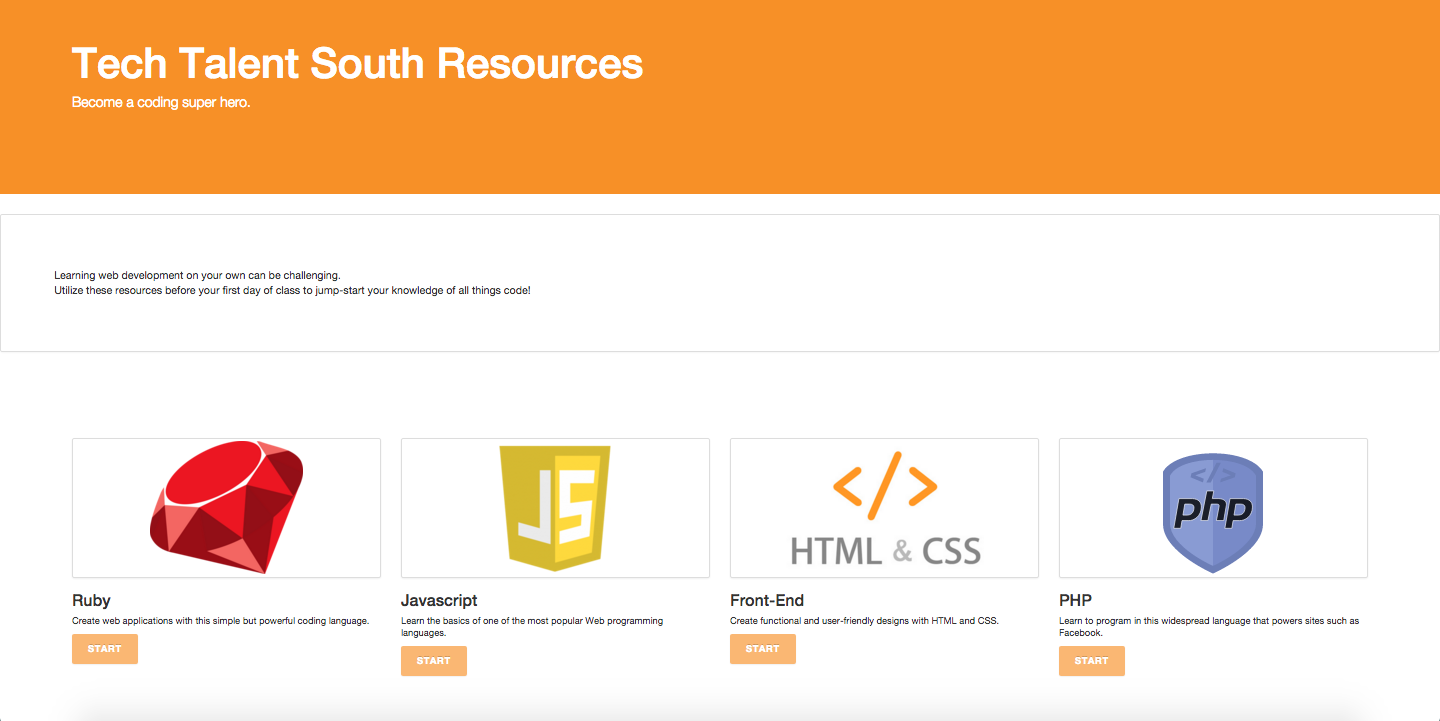 Tech Talent South Resources
Become a coding super hero.
Learning web development on your own can be challenging.
Utilize these resources before your first day of class to jump-start your knowledge of all things code!
JS
</>
HTML & CSS
</>
php
Ruby
Create web applications with this simple but powerful coding language.
START
Javascript
Learn the basics of one of the most popular Web programming
languages.
START
Front-End
Create functional and user-friendly designs with HTML and CSS.
START
PHP
Learn to program in this widespread language that powers sites such as
Facebook.
START